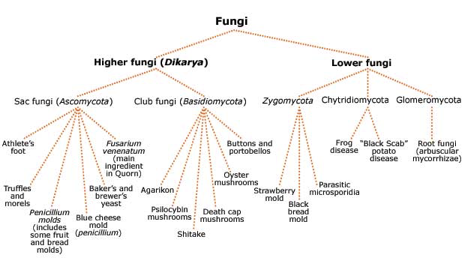 Fungi
Higher fungi (Dikarya)
Lower fungi
Sac fungi (Ascomycota)
Club fungi (Basidiomycota)
Zygomycota
Chytridiomycota
Glomeromycota
Athlete's
foot
Truffles
and
morels
Penicillium
molds
(includes
some fruit
and bread
molds)
Blue cheese
mold
(penicillium)
Baker's and
brewer's
yeast
Fusarium
venenatum
(main
ingredient
in Quorn)
Agarikon
Psilocybin
mushrooms
Shitake
Death cap
mushrooms
Oyster
mushrooms
Buttons and
portobellos
Strawberry
mold
Black
bread
mold
Parasitic
microsporidia
Frog
disease
"Black Scab"
potato
disease
Root fungi
(arbuscular
mycorrhizae)